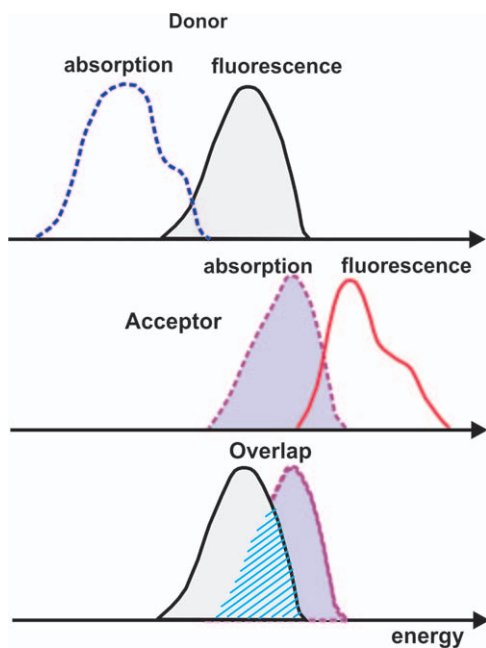 Donor
absorption fluorescence
absorption fluorescence
Acceptor
Overlap
energy